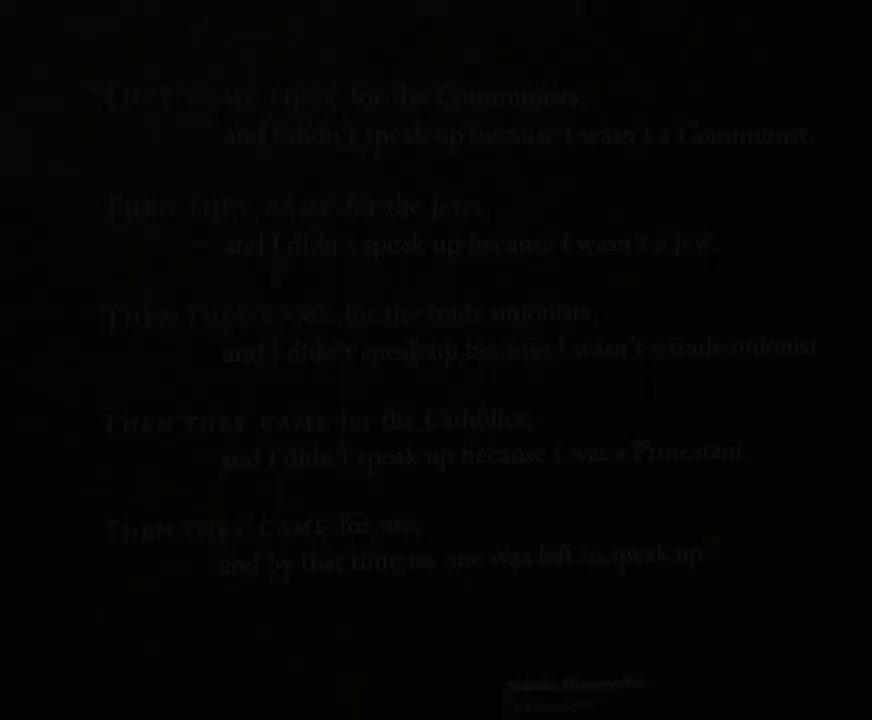 "THEY CAME FIRST for the Communists,
and I didn't speak up because I wasn't a Communist.
THEN THEY CAME for the Jews,
and I didn't speak up because I wasn't a Jew.
THEN THEY CAME for the trade unionists,
and I didn't speak up because I wasn't a trade unionist
THEN THEY CAME for the Catholics,
and I didn't speak up because I was a Protestant.
THEN THEY CAME for me,
and by that time no one was left to speak up."
Niemoeller